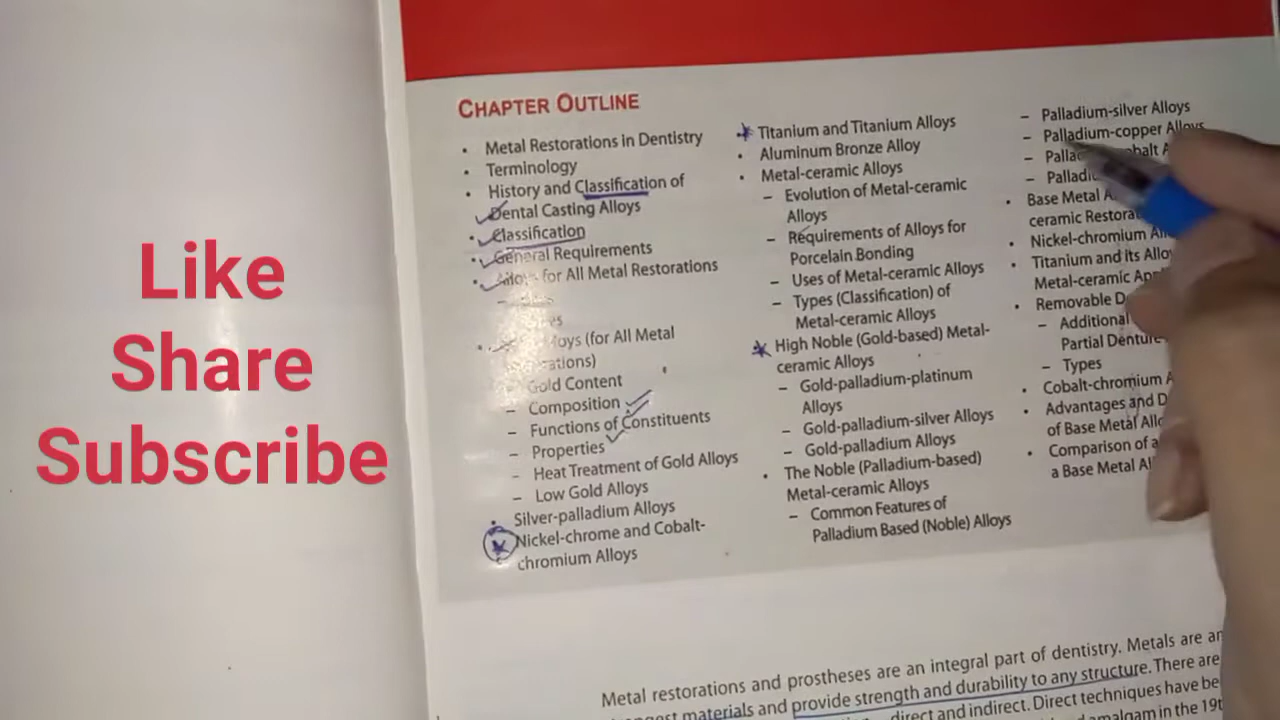 Like
Share
Subscribe
CHAPTER OUTLINE
• Metal Restorations in Dentistry
• Terminology
• History and Classification of
Dental Casting Alloys
• Classification
• General Requirements
• Alloys for All Metal Restorations
(for All Metal
– Gold Content
– Composition
– Functions of Constituents
– Properties
– Heat Treatment of Gold Alloys
– Low Gold Alloys
• Silver-palladium Alloys
• Nickel-chrome and Cobalt-
chromium Alloys
Titanium and Titanium Alloys
• Aluminum Bronze Alloy
• Metal-ceramic Alloys
– Evolution of Metal-ceramic
Alloys
– Requirements of Alloys for
Porcelain Bonding
– Uses of Metal-ceramic Alloys
– Types (Classification) of
Metal-ceramic Alloys
High Noble (Gold-based) Metal-
ceramic Alloys
– Gold-palladium-platinum
Alloys
– Gold-palladium-silver Alloys
– Gold-palladium Alloys
• The Noble (Palladium-based)
Metal-ceramic Alloys
– Common Features of
Palladium Based (Noble) Alloys
– Palladium-silver Alloys
– Palladium-copper Alloys
• Base Metal
ceramic
• Nickel-chromium
• Titanium and Its
Metal-ceramic
• Removable
– Additional
Partial Denture
– Types
• Cobalt-chromium
• Advantages and
of Base Metal
• Comparison of
a Base Metal
Metal restorations and prostheses are an integral part of dentistry. Metals are
materials and provide strength and durability to any structure. There are
direct and indirect. Direct techniques have
amalgam in the